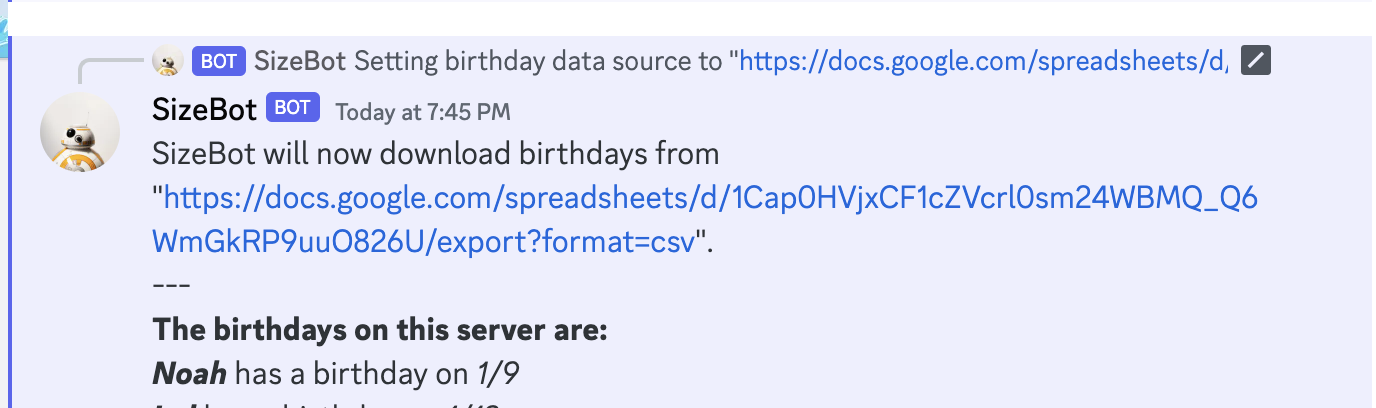 BOT SizeBot Setting birthday data source to "https://docs.google.com/spreadsheets/d/
SizeBot BOT Today at 7:45 PM
SizeBot will now download birthdays from
"https://docs.google.com/spreadsheets/d/1Cap0HVjxCF1cZVcrl0sm24WBMQ_Q6
WmGkRP9uuO826U/export?format=csv".
---
The birthdays on this server are:
Noah has a birthday on 1/9